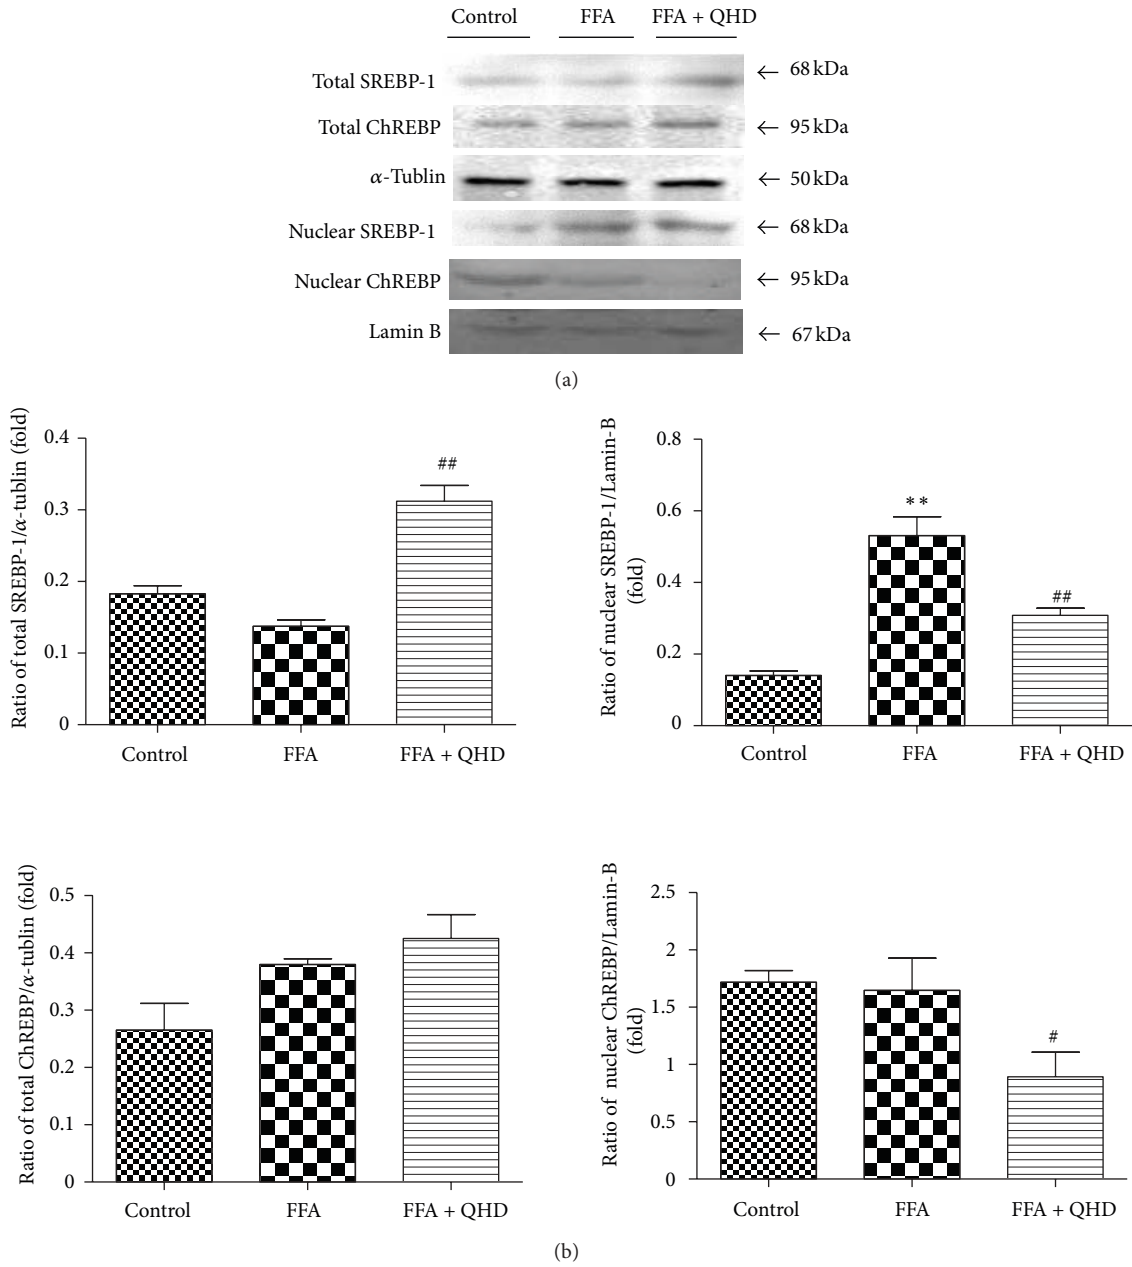 Control FFA FFA + QHD
Total SREBP-1 ← 68 kDa
Total ChREBP ← 95 kDa
α-Tublin ← 50 kDa
Nuclear SREBP-1 ← 68 kDa
Nuclear ChREBP ← 95 kDa
Lamin B ← 67 kDa
(a)
Ratio of total SREBP-1/α-tublin (fold)
0.4
0.3
0.2
0.1
0
##
Control FFA FFA + QHD
Ratio of nuclear SREBP-1/Lamin-B
(fold)
0.8
0.6
0.4
0.2
0
**
##
Control FFA FFA + QHD
Ratio of total ChREBP/α-tublin (fold)
0.5
0.4
0.3
0.2
0.1
0
Control FFA FFA + QHD
Ratio of nuclear ChREBP/Lamin-B
(fold)
2.5
2
1.5
1
0.5
0
#
Control FFA FFA + QHD
(b)